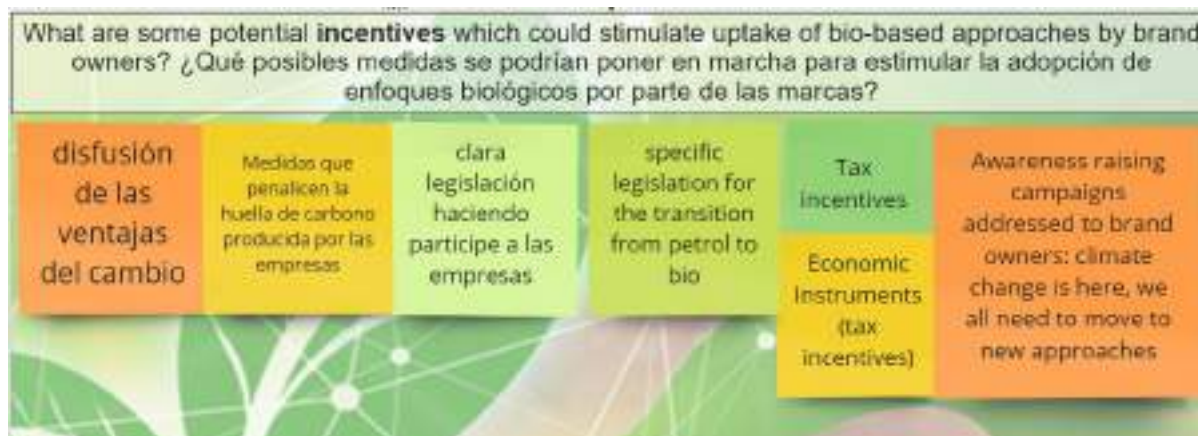 What are some potential incentives which could stimulate uptake of bio-based approaches by brand
owners? ¿Qué posibles medidas se podrían poner en marcha para estimular la adopción de
enfoques biológicos por parte de las marcas?
disfusión
de las
ventajas
del cambio
Medidas que
penalicen la
huella de carbono
producida por las
empresas
clara
legislación
haciendo
participe a las
empresas
specific
legislation for
the transition
from petrol to
bio
Tax
incentives
Economic
Instruments
(tax
incentives)
Awareness raising
campaigns
addressed to brand
owners: climate
change is here, we
all need to move to
new approaches